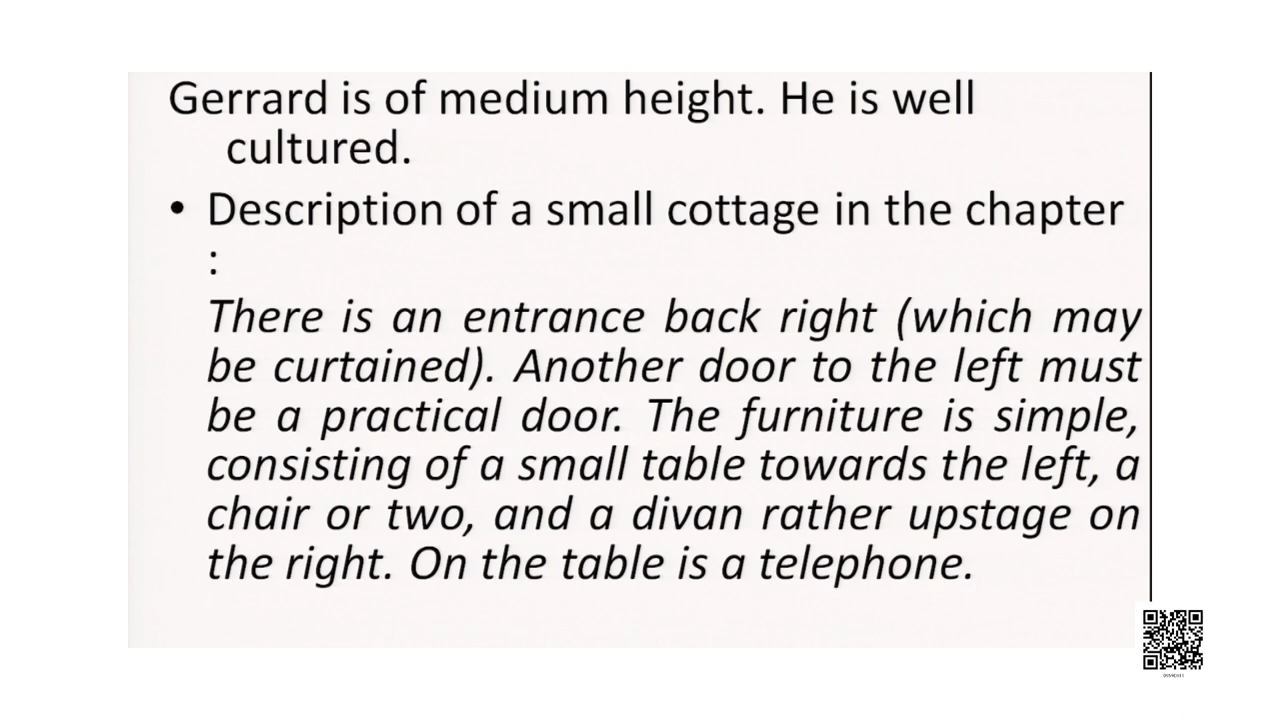 Gerrard is of medium height. He is well
cultured.
• Description of a small cottage in the chapter
:
There is an entrance back right (which may
be curtained). Another door to the left must
be a practical door. The furniture is simple,
consisting of a small table towards the left, a
chair or two, and a divan rather upstage on
the right. On the table is a telephone.